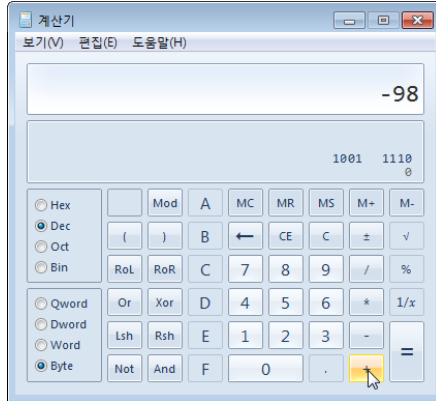 계산기
보기(V) 편집(E) 도움말(H)
-98
1001 1110
0
Hex Mod A MC MR MS M+ M-
Dec ( ) B ← CE C ± √
Oct
Bin RoL RoR C 7 8 9 / %
Qword Or Xor D 4 5 6 * 1/x
Dword
Word Lsh Rsh E 1 2 3 - =
Byte Not And F 0 . +